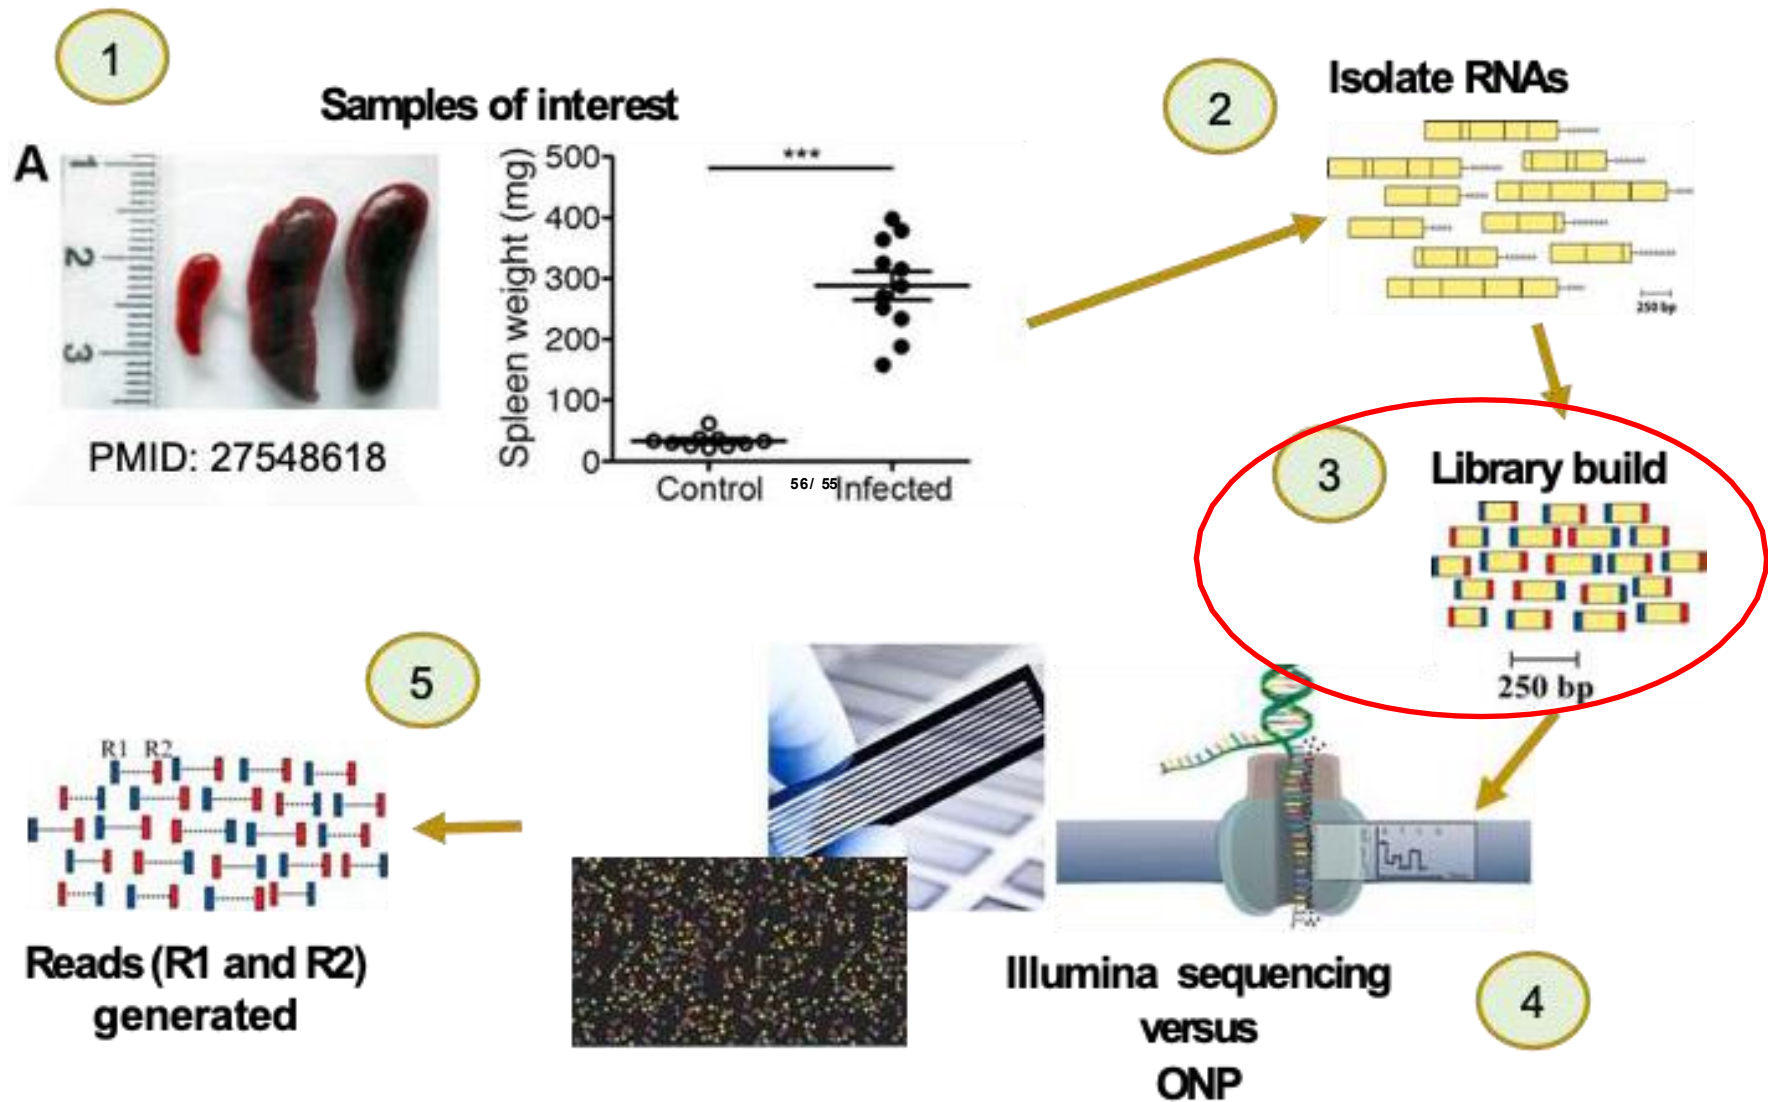 1
Samples of interest
A
1
2
3
PMID: 27548618
Spleen weight (mg)
500
400
300
200
100
0
***
Control
56/ 55
Infected
2
Isolate RNAs
250 bp
3
Library build
250 bp
4
Illumina sequencing
versus
ONP
5
R1 R2
Reads (R1 and R2)
generated